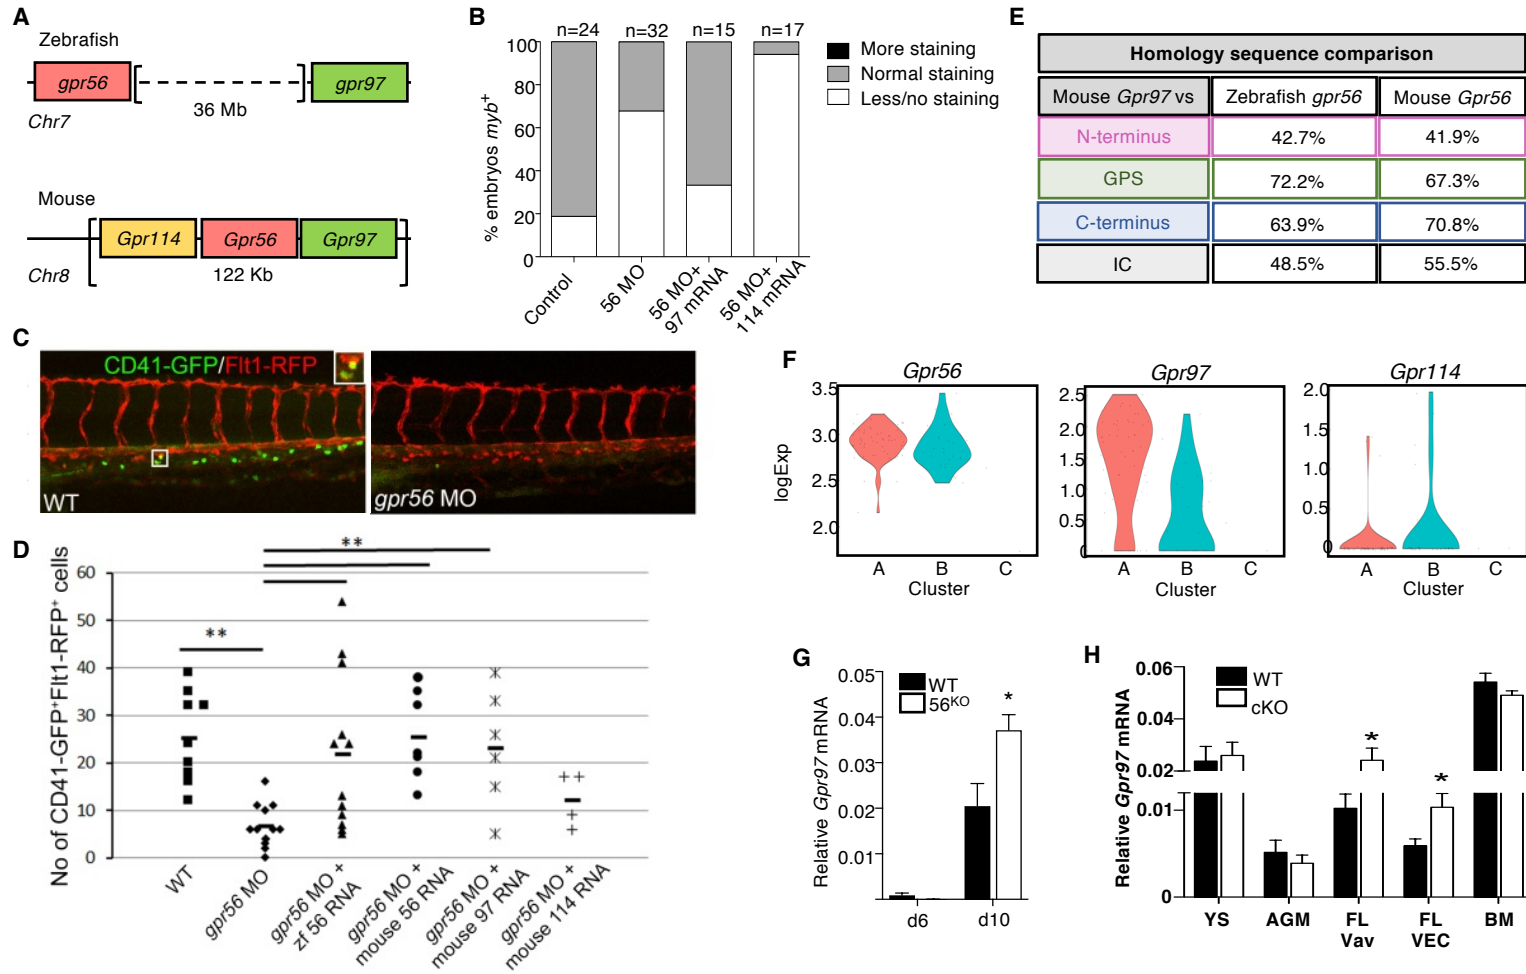 A
Zebrafish
gpr56
gpr97
36 Mb
Chr7
Mouse
Gpr114
Gpr56
Gpr97
122 Kb
Chr8
B
n=24 n=32 n=15 n=17
% embryos myb+
100
80
60
40
20
0
Control
56 MO
56 MO+
97 mRNA
56 MO+
114 mRNA
More staining
Normal staining
Less/no staining
E
Homology sequence comparison
Mouse Gpr97 vs Zebrafish gpr56 Mouse Gpr56
N-terminus 42.7% 41.9%
GPS 72.2% 67.3%
C-terminus 63.9% 70.8%
IC 48.5% 55.5%
C
CD41-GFP/Flt1-RFP
WT
gpr56 MO
D
No of CD41-GFP+Flt1-RFP+ cells
60
50
40
30
20
10
0
**
**
WT
gpr56 MO
gpr56 MO +
zf 56 RNA
gpr56 MO +
mouse 56 RNA
gpr56 MO +
mouse 97 RNA
gpr56 MO +
mouse 114 RNA
F
Gpr56
logExp
3.5
3.0
2.5
2.0
A B C
Cluster
Gpr97
2.5
2.0
1.5
1.0
0.5
0
A B C
Cluster
Gpr114
2.0
1.5
1.0
0.5
0
A B C
Cluster
G
Relative Gpr97 mRNA
0.05
0.04
0.03
0.02
0.01
WT
56KO
*
d6 d10
H
Relative Gpr97 mRNA
0.06
0.04
0.02
0.01
0
WT
cKO
*
*
YS AGM FL Vav FL VEC BM